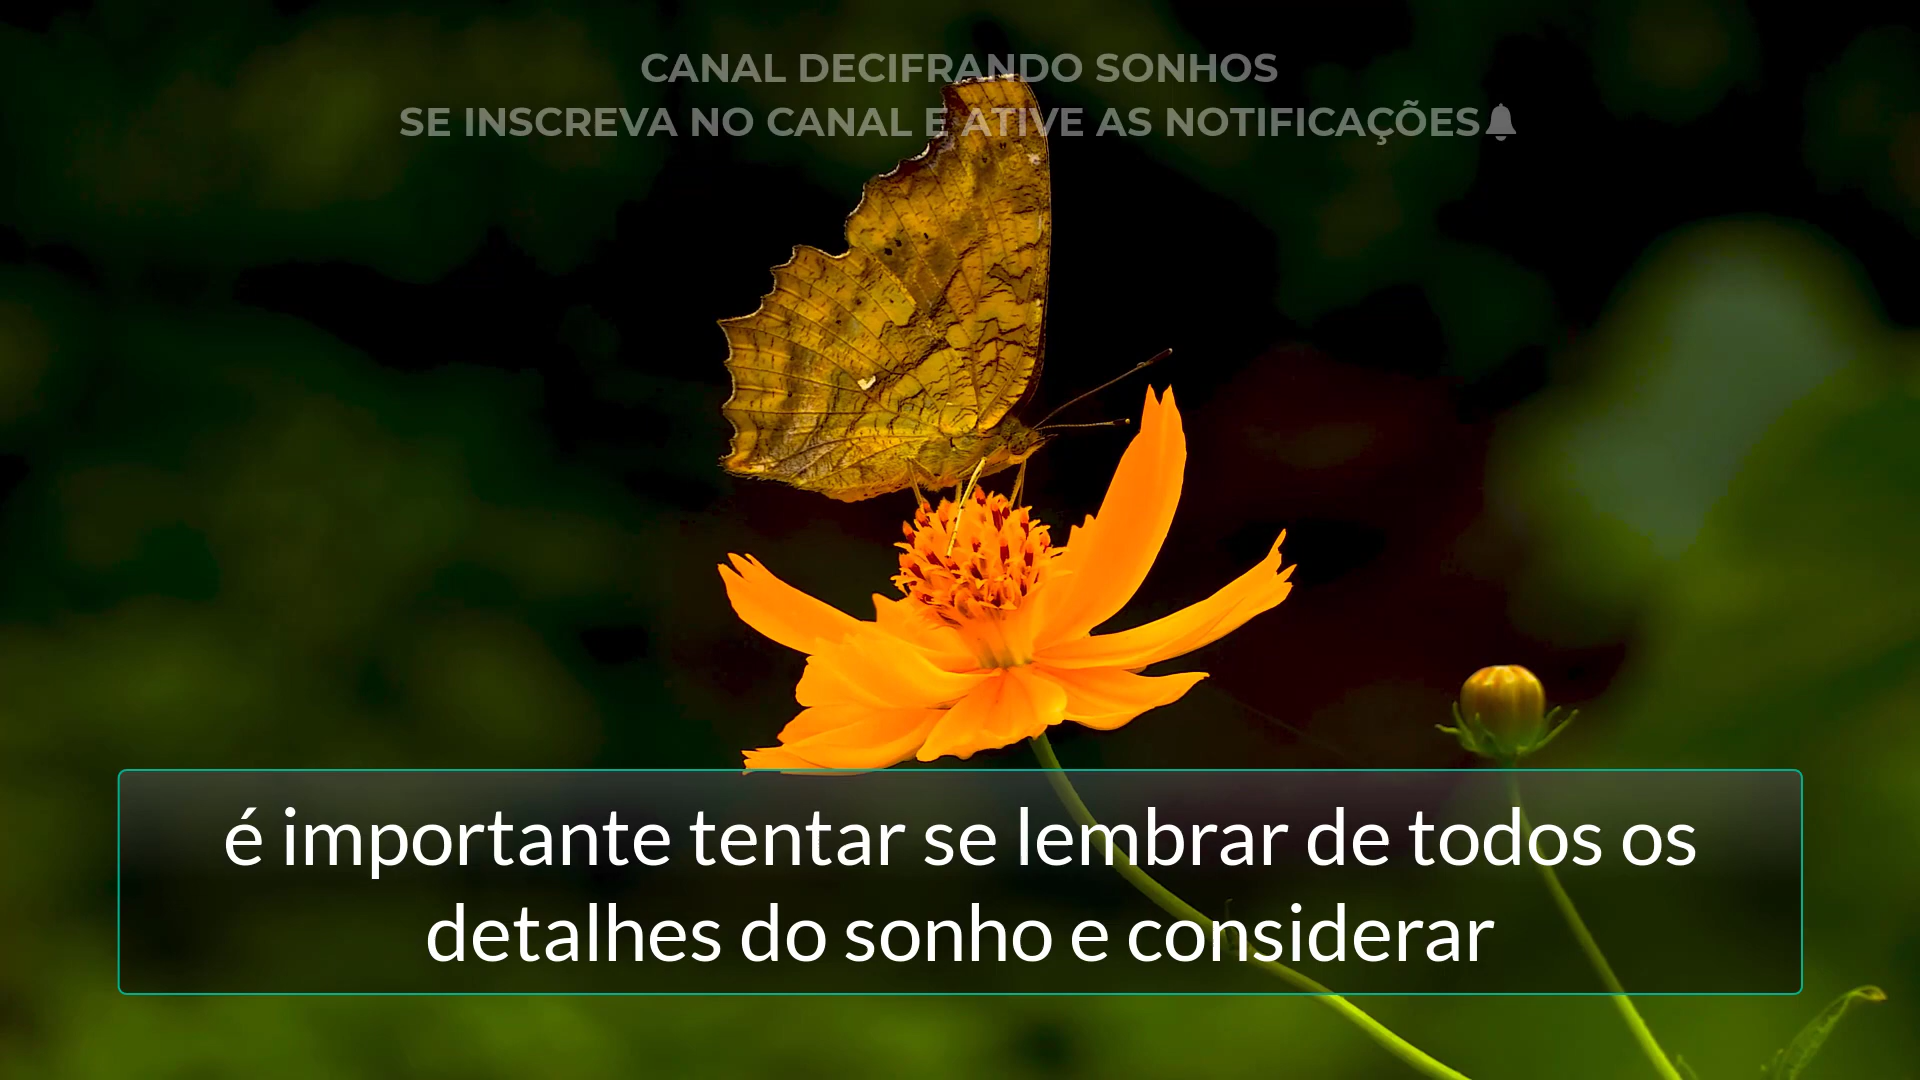 CANAL DECIFRANDO SONHOS
SE INSCREVA NO CANAL E ATIVE AS NOTIFICAÇÕES
é importante tentar se lembrar de todos os
detalhes do sonho e considerar